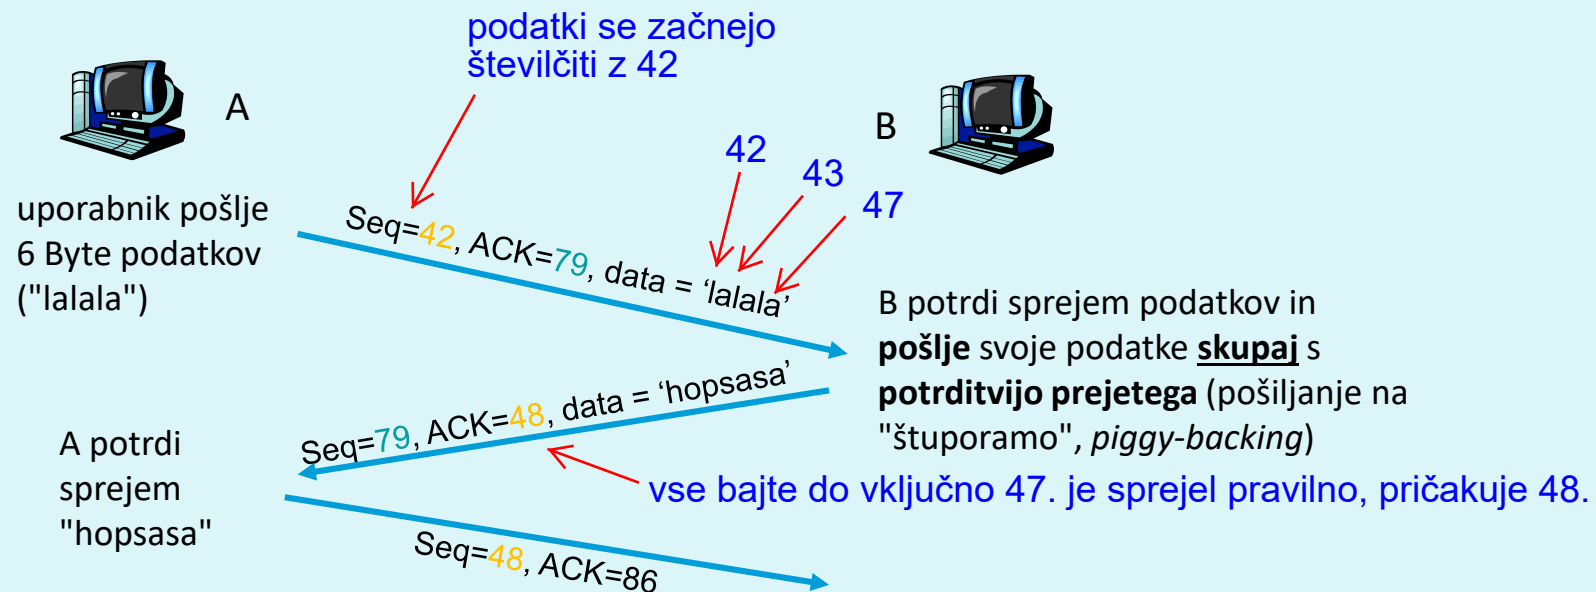 podatki se začnejo
številčiti z 42
A
B
42
43
47
uporabnik pošlje
6 Byte podatkov
("lalala")
Seq=42, ACK=79, data = ‘lalala’
B potrdi sprejem podatkov in
pošlje svoje podatke skupaj s
potrditvijo prejetega (pošiljanje na
"štuporamo", piggy-backing)
Seq=79, ACK=48, data = ‘hopsasa’
A potrdi
sprejem
"hopsasa"
vse bajte do vključno 47. je sprejel pravilno, pričakuje 48.
Seq=48, ACK=86